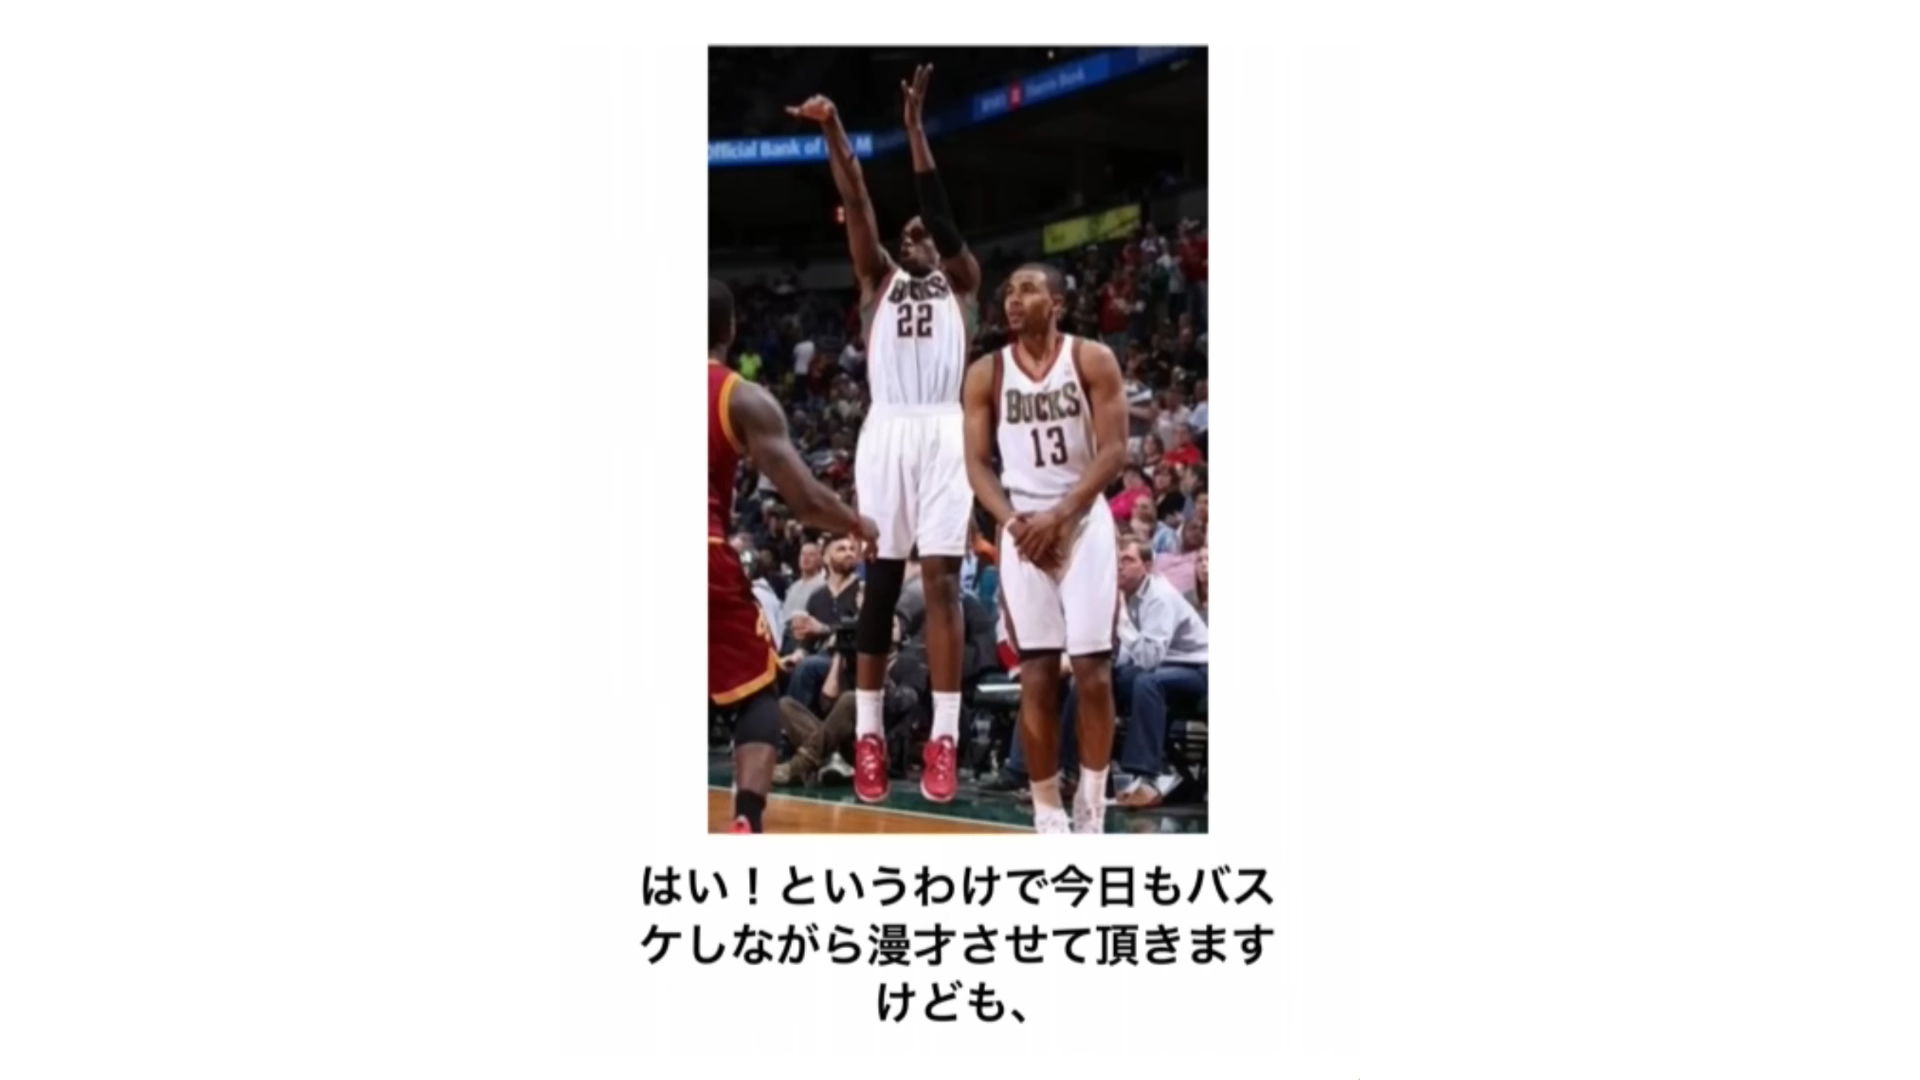 Official Bank of
M
BUCKS
22
BUCKS
13
はい！というわけで今日もバス
ケしながら漫才させて頂きます
けども、